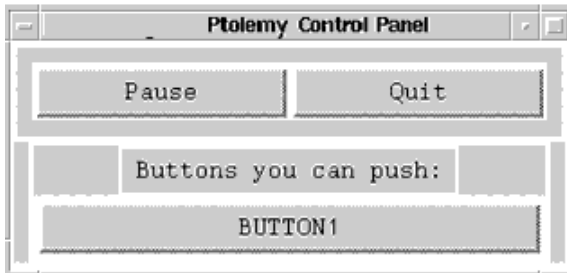 Ptolemy Control Panel
Pause Quit
Buttons you can push:
BUTTON1